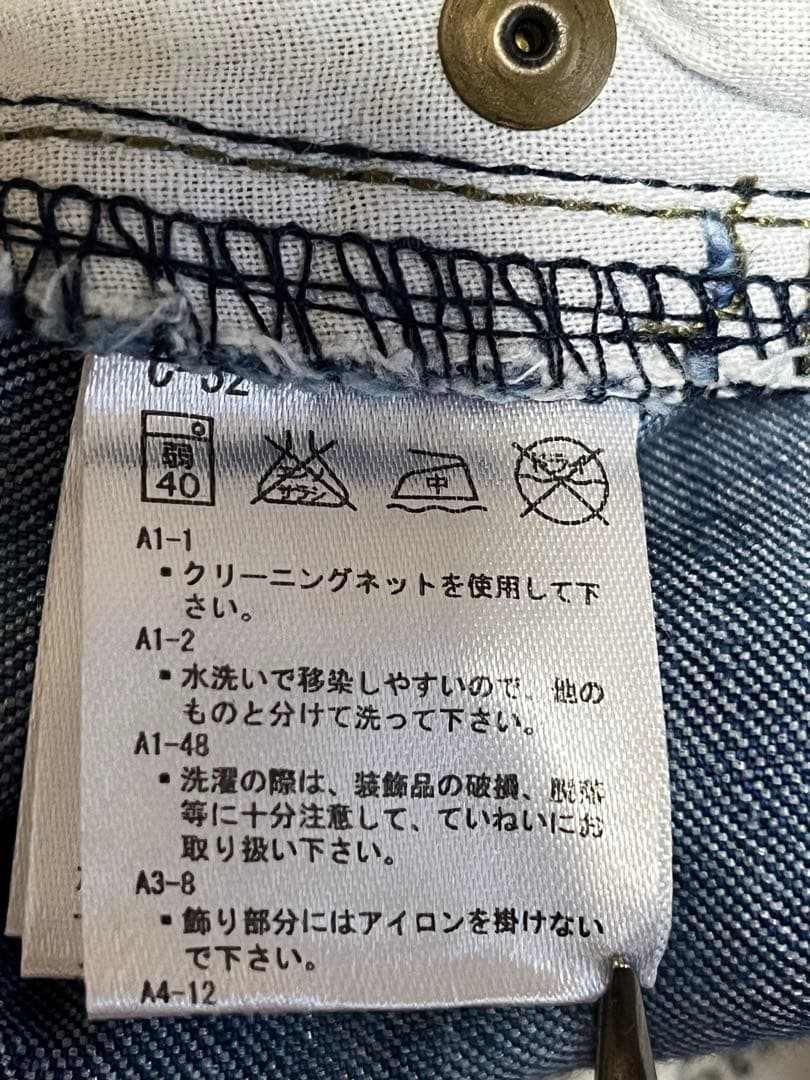 C-32
弱
40
エンソ
サラシ
中
ドライ
A1-1
▪クリーニングネットを使用して下
さい。
A1-2
▪水洗いで移染しやすいので、他の
ものと分けて洗って下さい。
A1-48
▪洗濯の際は、装飾品の破損、脱落
等に十分注意して、ていねいにお
取り扱い下さい。
A3-8
▪飾り部分にはアイロンを掛けない
で下さい。
A4-12